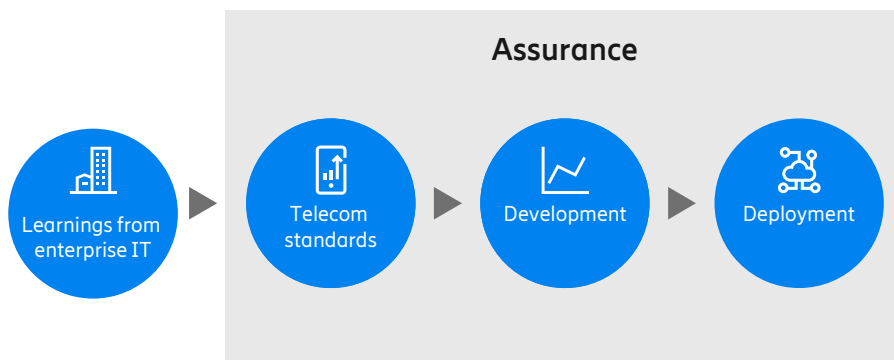 Assurance
Learnings from
enterprise IT
Telecom
standards
Development
Deployment